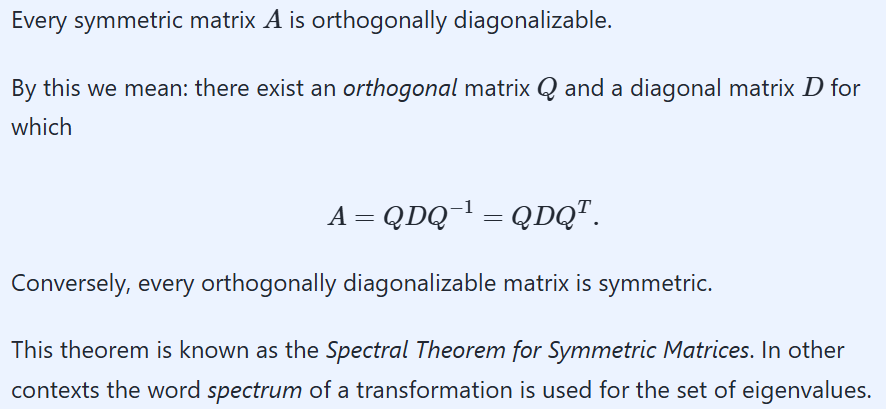 Every symmetric matrix A is orthogonally diagonalizable.
By this we mean: there exist an orthogonal matrix Q and a diagonal matrix D for
which
A = QDQ⁻¹ = QDQᵀ.
Conversely, every orthogonally diagonalizable matrix is symmetric.
This theorem is known as the Spectral Theorem for Symmetric Matrices. In other
contexts the word spectrum of a transformation is used for the set of eigenvalues.